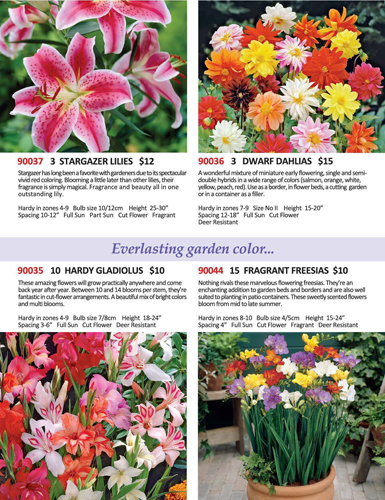 90037 3 STARGAZER LILIES $12
Stargazer has long been a favorite with gardeners due to its spectacular
vivid red coloring. Blooming a little later than other lilies, their
fragrance is simply magical. Fragrance and beauty all in one
outstanding lily.
Hardy in zones 4-9 Bulb size 10/12cm Height 25-30"
Spacing 10-12" Full Sun Part Sun Cut Flower Fragrant
90036 3 DWARF DAHLIAS $15
A wonderful mixture of miniature early flowering, single and semi-
double hybrids in a wide range of colors (salmon, orange, white,
yellow, peach, red). Use as a border, in flower beds, a cutting garden
or in a container as a filler.
Hardy in zones 7-9 Size No II Height 15-20"
Spacing 12-18" Full Sun Cut Flower
Deer Resistant
Everlasting garden color...
90035 10 HARDY GLADIOLUS $10
These amazing flowers will grow practically anywhere and come
back year after year. Between 10 and 14 blooms per stem, they're
fantastic in cut-flower arrangements. A beautiful mix of bright colors
and multi blooms.
Hardy in zones 4-9 Bulb size 7/8cm Height 18-24"
Spacing 3-6" Full Sun Cut Flower Deer Resistant
90044 15 FRAGRANT FREESIAS $10
Nothing rivals these marvelous flowering freesias. They're an
enchanting addition to garden beds and borders and are also well
suited to planting in patio containers. These sweetly scented flowers
bloom from mid to late summer.
Hardy in zones 8-10 Bulb size 4/5cm Height 15-24"
Spacing 4" Full Sun Cut Flower Fragrant Deer Resistant